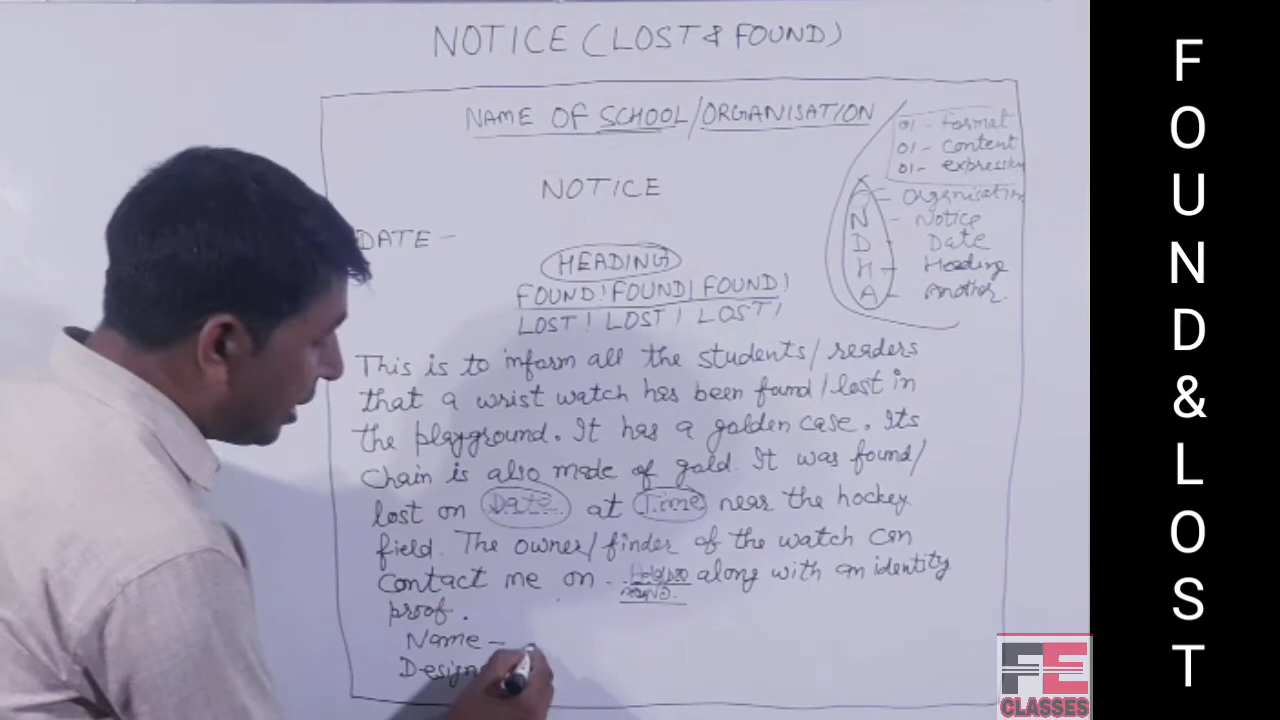 NOTICE (LOST & FOUND)
NAME OF SCHOOL/ORGANISATION
01 - Format
01 - Content
01 - expression
NOTICE
- Organisation
N - Notice
D - Date
H - Heading
A - Another.
DATE -
HEADING
FOUND! FOUND! FOUND!
LOST! LOST! LOST!
This is to inform all the students/readers
that a wrist watch has been found/lost in
the playground. It has a golden case. Its
chain is also made of gold. It was found/
lost on Date at Time near the hockey
field. The owner/finder of the watch can
contact me on along with an identity
proof.
Name -
Design
FOUND & LOST
FE
CLASSES